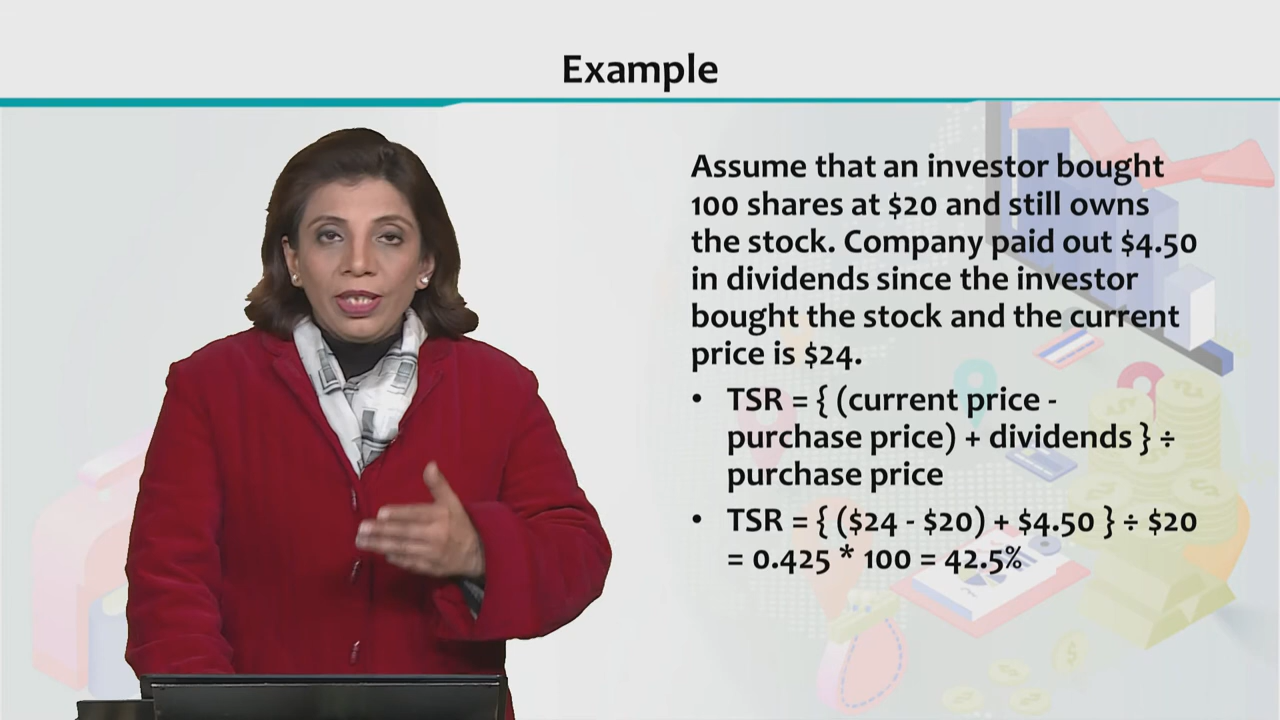 Example
Assume that an investor bought
100 shares at $20 and still owns
the stock. Company paid out $4.50
in dividends since the investor
bought the stock and the current
price is $24.
• TSR = { (current price -
purchase price) + dividends } ÷
purchase price
• TSR = { ($24 - $20) + $4.50 } ÷ $20
= 0.425 * 100 = 42.5%